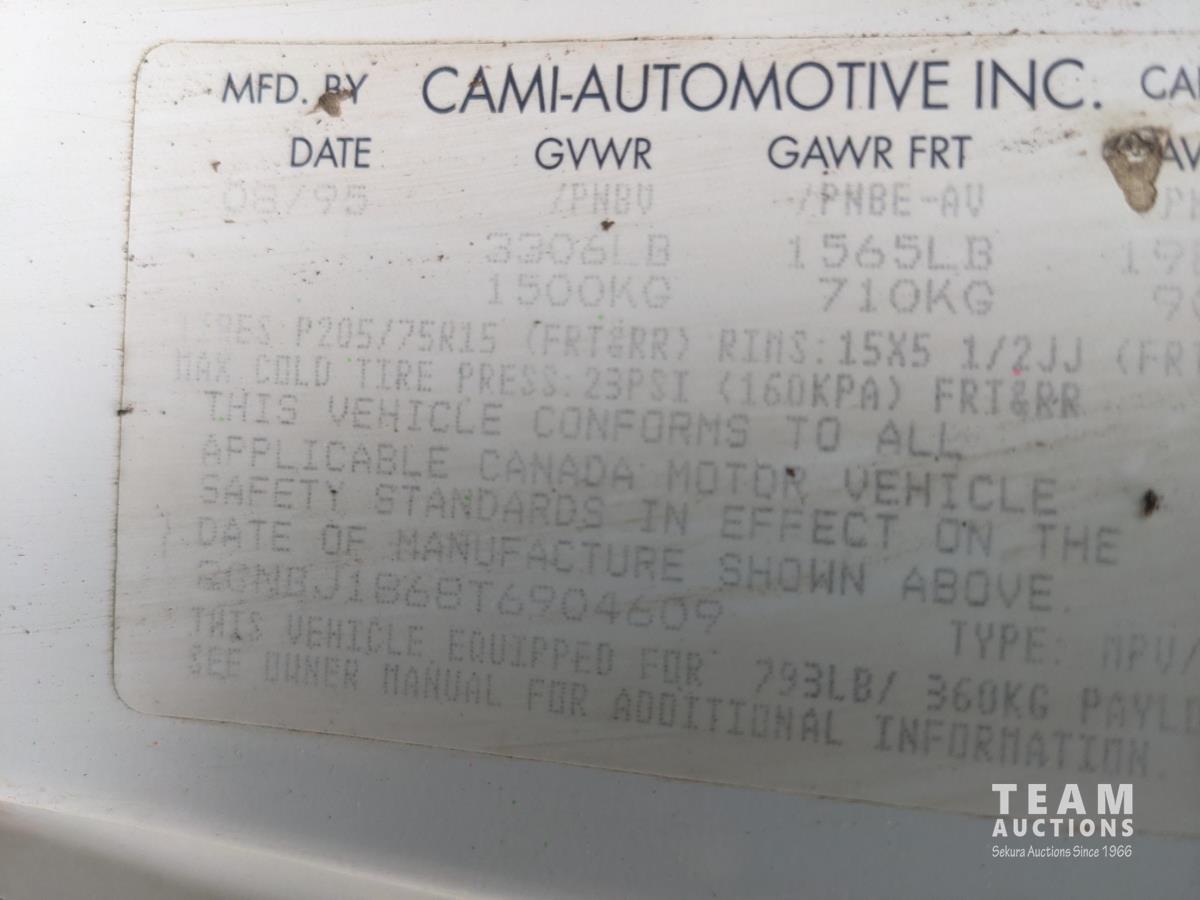 MFD. BY CAMI-AUTOMOTIVE INC.
DATE GVWR GAWR FRT
08/95 /PNBV /PNBE-AV
3306LB 1565LB
1500KG 710KG
P205/75R15 (FRT&RR) RIMS:15X5 1/2JJ (FRT
MAX COLD TIRE PRESS:23PSI (160KPA) FRT&RR
THIS VEHICLE CONFORMS TO ALL
APPLICABLE CANADA MOTOR VEHICLE
SAFETY STANDARDS IN EFFECT ON THE
DATE OF MANUFACTURE SHOWN ABOVE.
2CNBJ1868T6904609
TYPE: MPV/
THIS VEHICLE EQUIPPED FOR 793LB/ 360KG
SEE OWNER MANUAL FOR ADDITIONAL INFORMATION.
TEAM
AUCTIONS
Sekura Auctions Since 1966